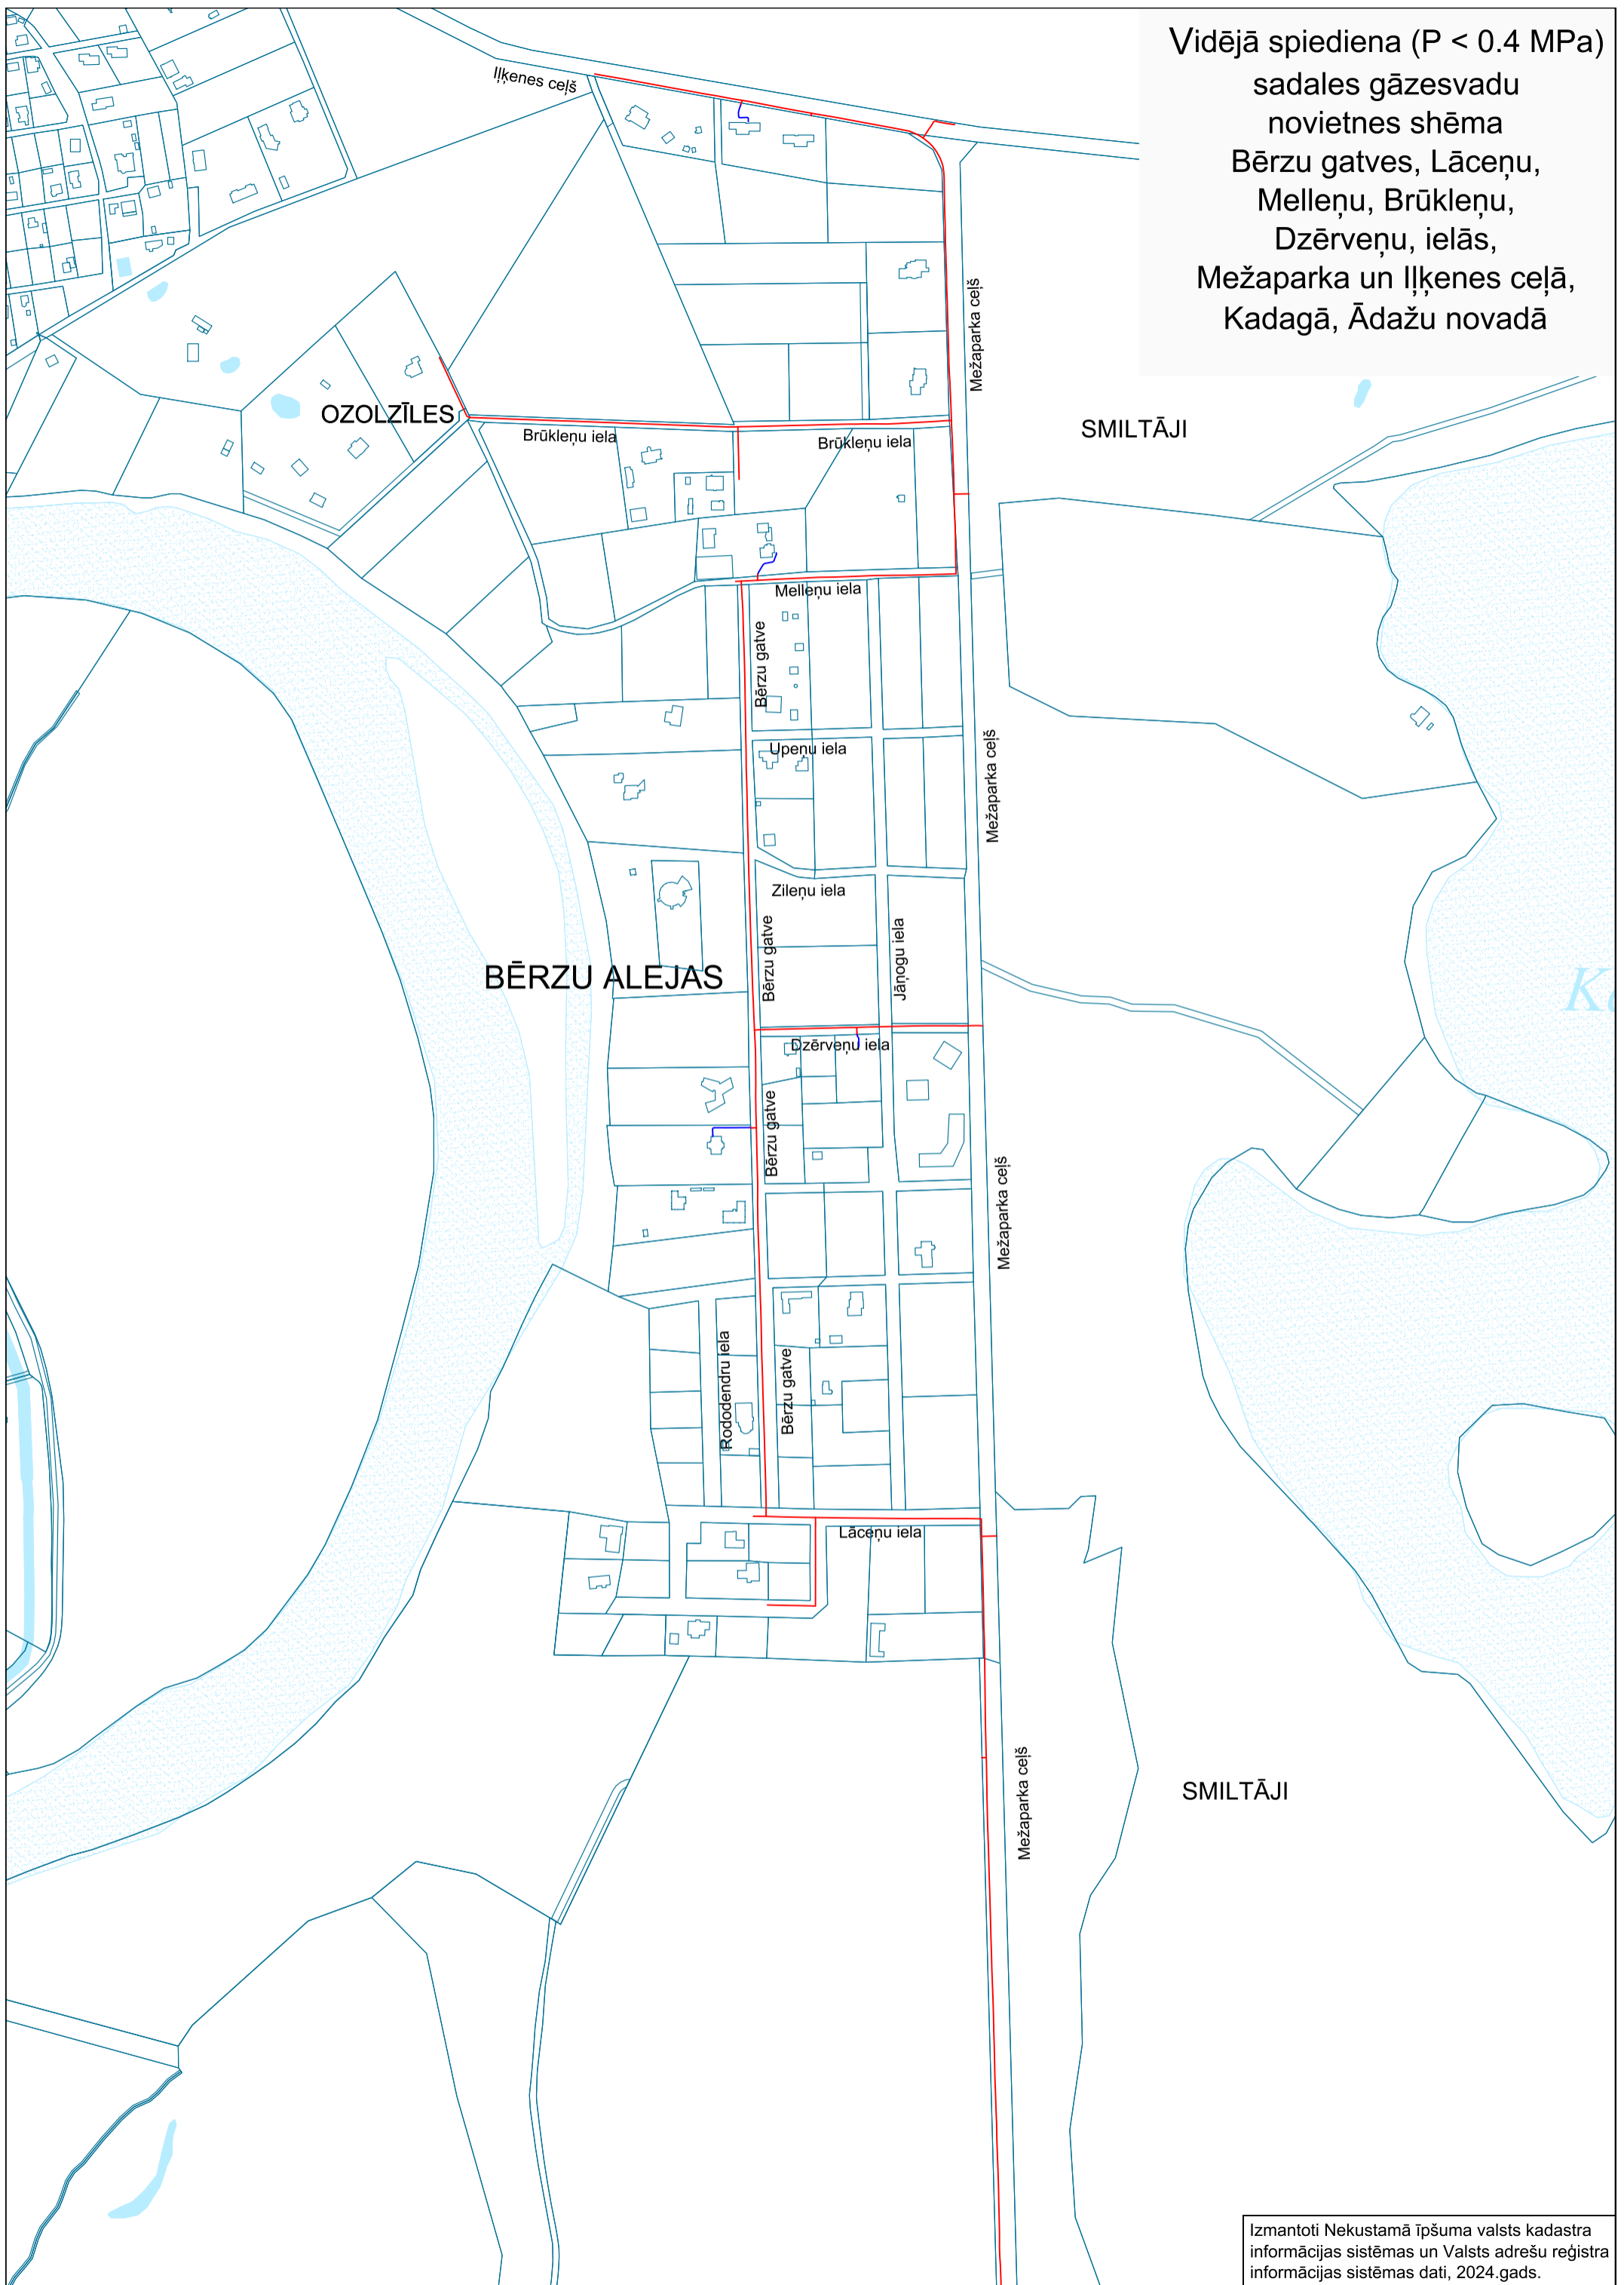 Vidējā spiediena (P < 0.4 MPa)
sadales gāzesvadu
novietnes shēma
Bērzu gatves, Lāceņu,
Melleņu, Brūkleņu,
Dzērveņu, ielās,
Mežaparka un Iļķenes ceļā,
Kadagā, Ādažu novadā
Iļķenes ceļš
Mežaparka ceļš
OZOLZĪLES
SMILTĀJI
Brūkleņu iela
Brūkleņu iela
Melleņu iela
Bērzu gatve
Upeņu iela
Mežaparka ceļš
Zileņu iela
Bērzu gatve
Jāņogu iela
BĒRZU ALEJAS
Dzērveņu iela
Bērzu gatve
Mežaparka ceļš
Rododendru iela
Bērzu gatve
Lāceņu iela
Mežaparka ceļš
SMILTĀJI
Izmantoti Nekustamā īpšuma valsts kadastra
informācijas sistēmas un Valsts adrešu reģistra
informācijas sistēmas dati, 2024.gads.